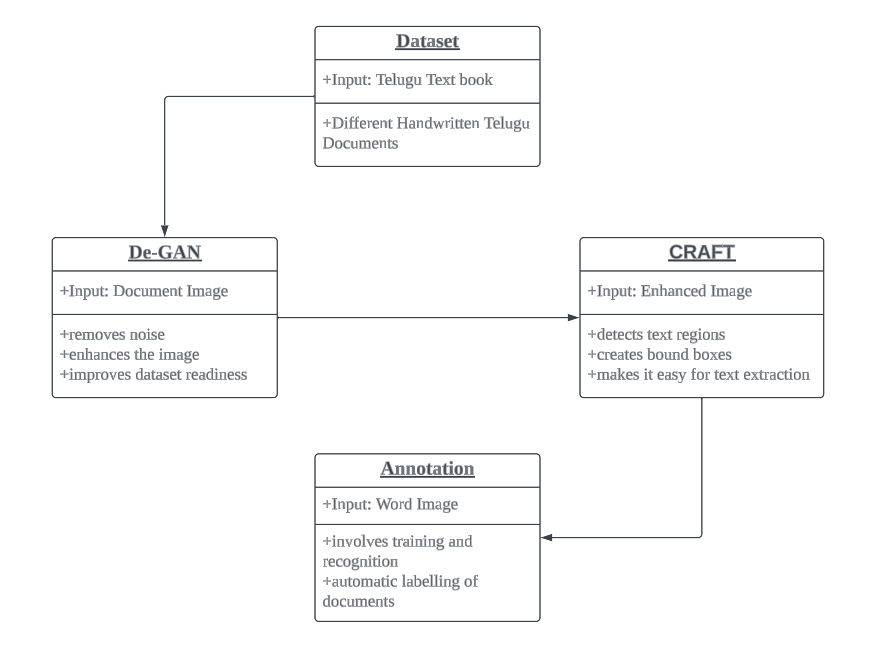 Dataset
+Input: Telugu Text book
+Different Handwritten Telugu
Documents
De-GAN
+Input: Document Image
+removes noise
+enhances the image
+improves dataset readiness
CRAFT
+Input: Enhanced Image
+detects text regions
+creates bound boxes
+makes it easy for text extraction
Annotation
+Input: Word Image
+involves training and
recognition
+automatic labelling of
documents